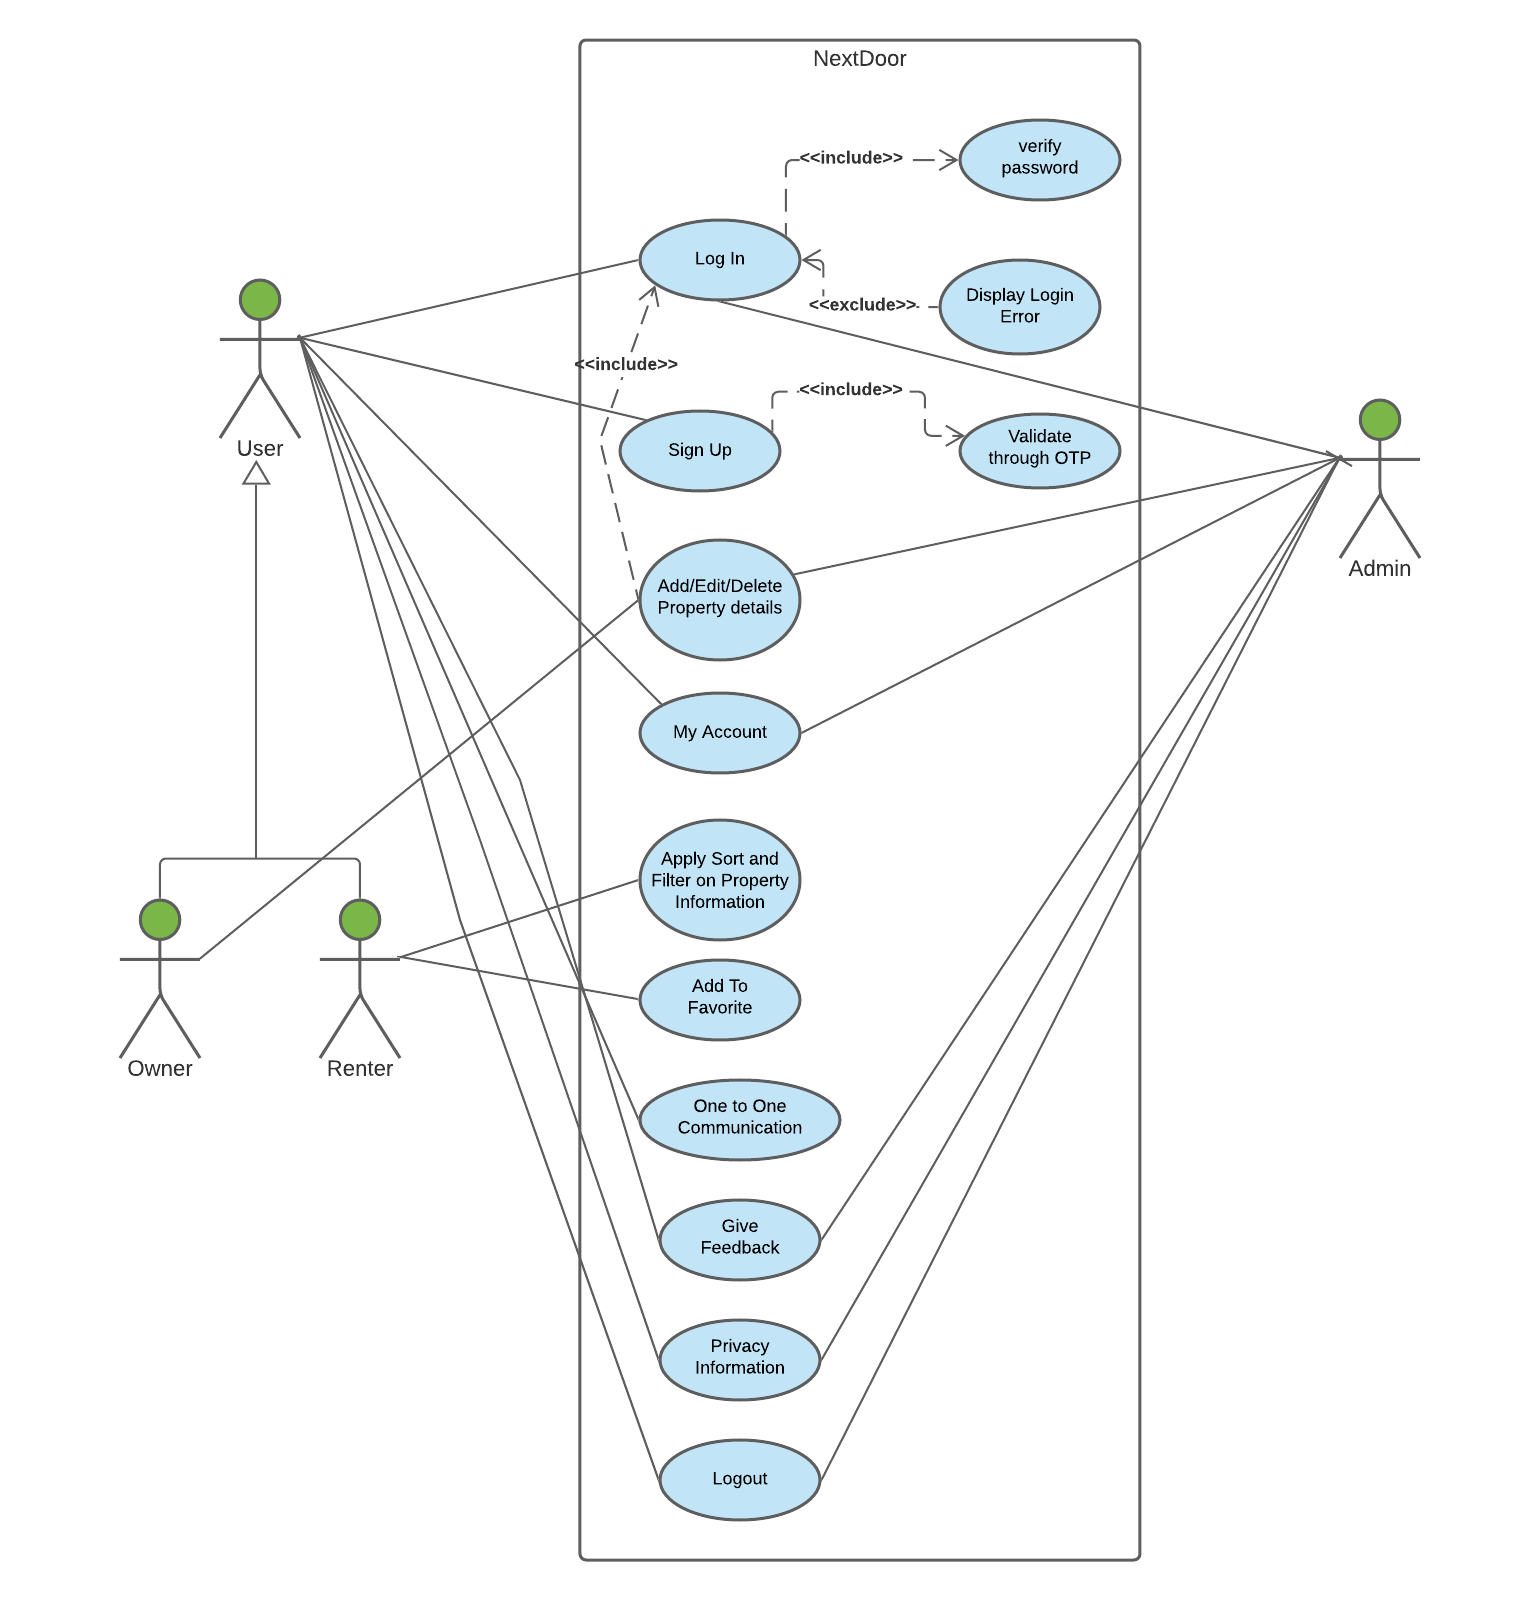 NextDoor
verify
password
<<include>>
Log In
Display Login
Error
<<exclude>>
<<include>>
<<include>>
Sign Up
Validate
through OTP
User
Admin
Add/Edit/Delete
Property details
My Account
Apply Sort and
Filter on Property
Information
Add To
Favorite
Owner
Renter
One to One
Communication
Give
Feedback
Privacy
Information
Logout